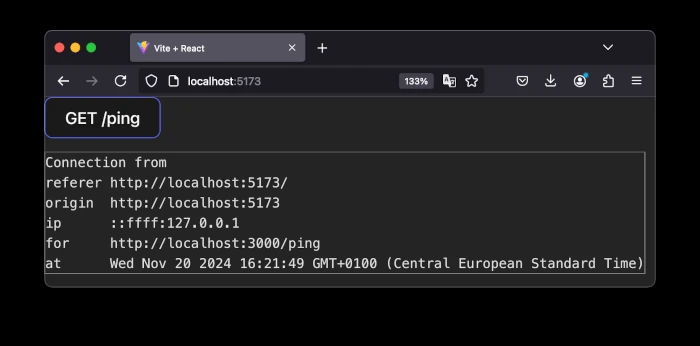 Vite + React
localhost:5173
133%
GET /ping
Connection from
referer http://localhost:5173/
origin  http://localhost:5173
ip      ::ffff:127.0.0.1
for     http://localhost:3000/ping
at      Wed Nov 20 2024 16:21:49 GMT+0100 (Central European Standard Time)